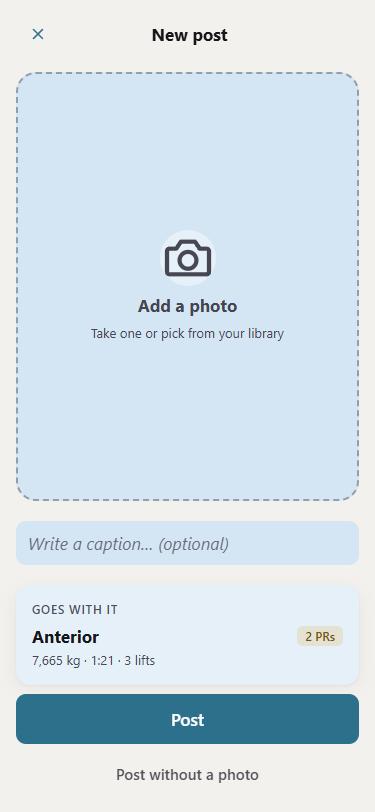 New post
Add a photo
Take one or pick from your library
Write a caption... (optional)
GOES WITH IT
Anterior
2 PRs
7,665 kg · 1:21 · 3 lifts
Post
Post without a photo